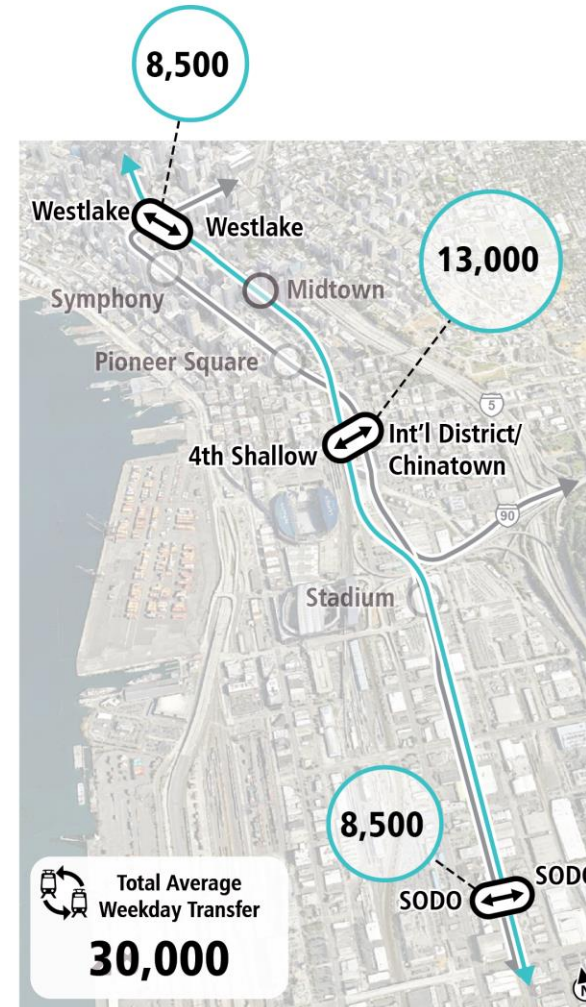 8,500
Westlake
Westlake
13,000
Symphony
Midtown
Pioneer Square
5
4th Shallow
Int'l District/
Chinatown
90
Stadium
8,500
SODO
SODO
Total Average
Weekday Transfer
30,000
N